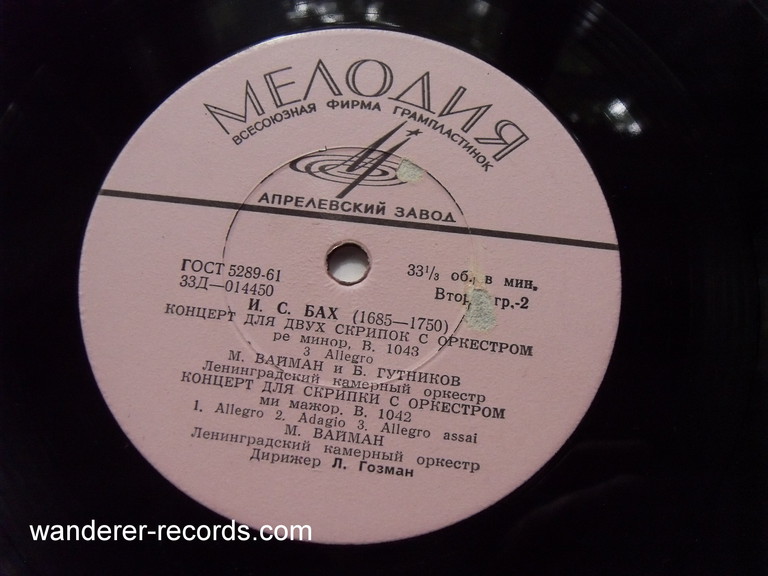 МЕЛОДИЯ
ВСЕСОЮЗНАЯ ФИРМА ГРАМПЛАСТИНОК
АПРЕЛЕВСКИЙ ЗАВОД
ГОСТ 5289-61
33⅓ об. в мин.
33Д—014450
гр.-2
И. С. БАХ (1685—1750)
КОНЦЕРТ ДЛЯ ДВУХ СКРИПОК С ОРКЕСТРОМ
ре минор, В. 1043
3 Allegro
М. ВАЙМАН и Б. ГУТНИКОВ
Ленинградский камерный оркестр
КОНЦЕРТ ДЛЯ СКРИПКИ С ОРКЕСТРОМ
ми мажор, В. 1042
1. Allegro 2. Adagio 3. Allegro assai
М. ВАЙМАН
Ленинградский камерный оркестр
Дирижер Л. Гозман
wanderer-records.com